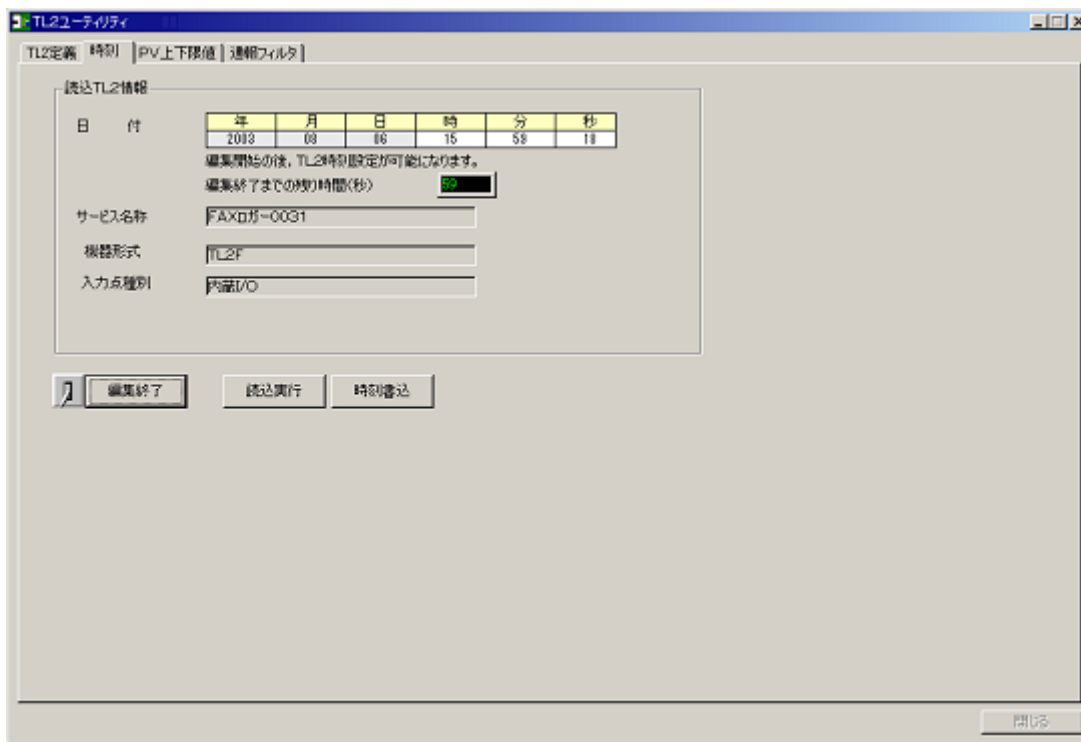 TL2ユーティリティ
TL2定義 時刻 PV上下限値 通報フィルタ
読込TL2情報
日 付
年 月 日 時 分 秒
2003 08 06 15 59 18
編集開始の後、TL2時刻設定が可能になります。
編集終了までの残り時間(秒) 59
サービス名称 FAXロガー0031
機器形式 TL2F
入力点種別 内蔵I/O
編集終了 読込実行 時刻書込
閉じる